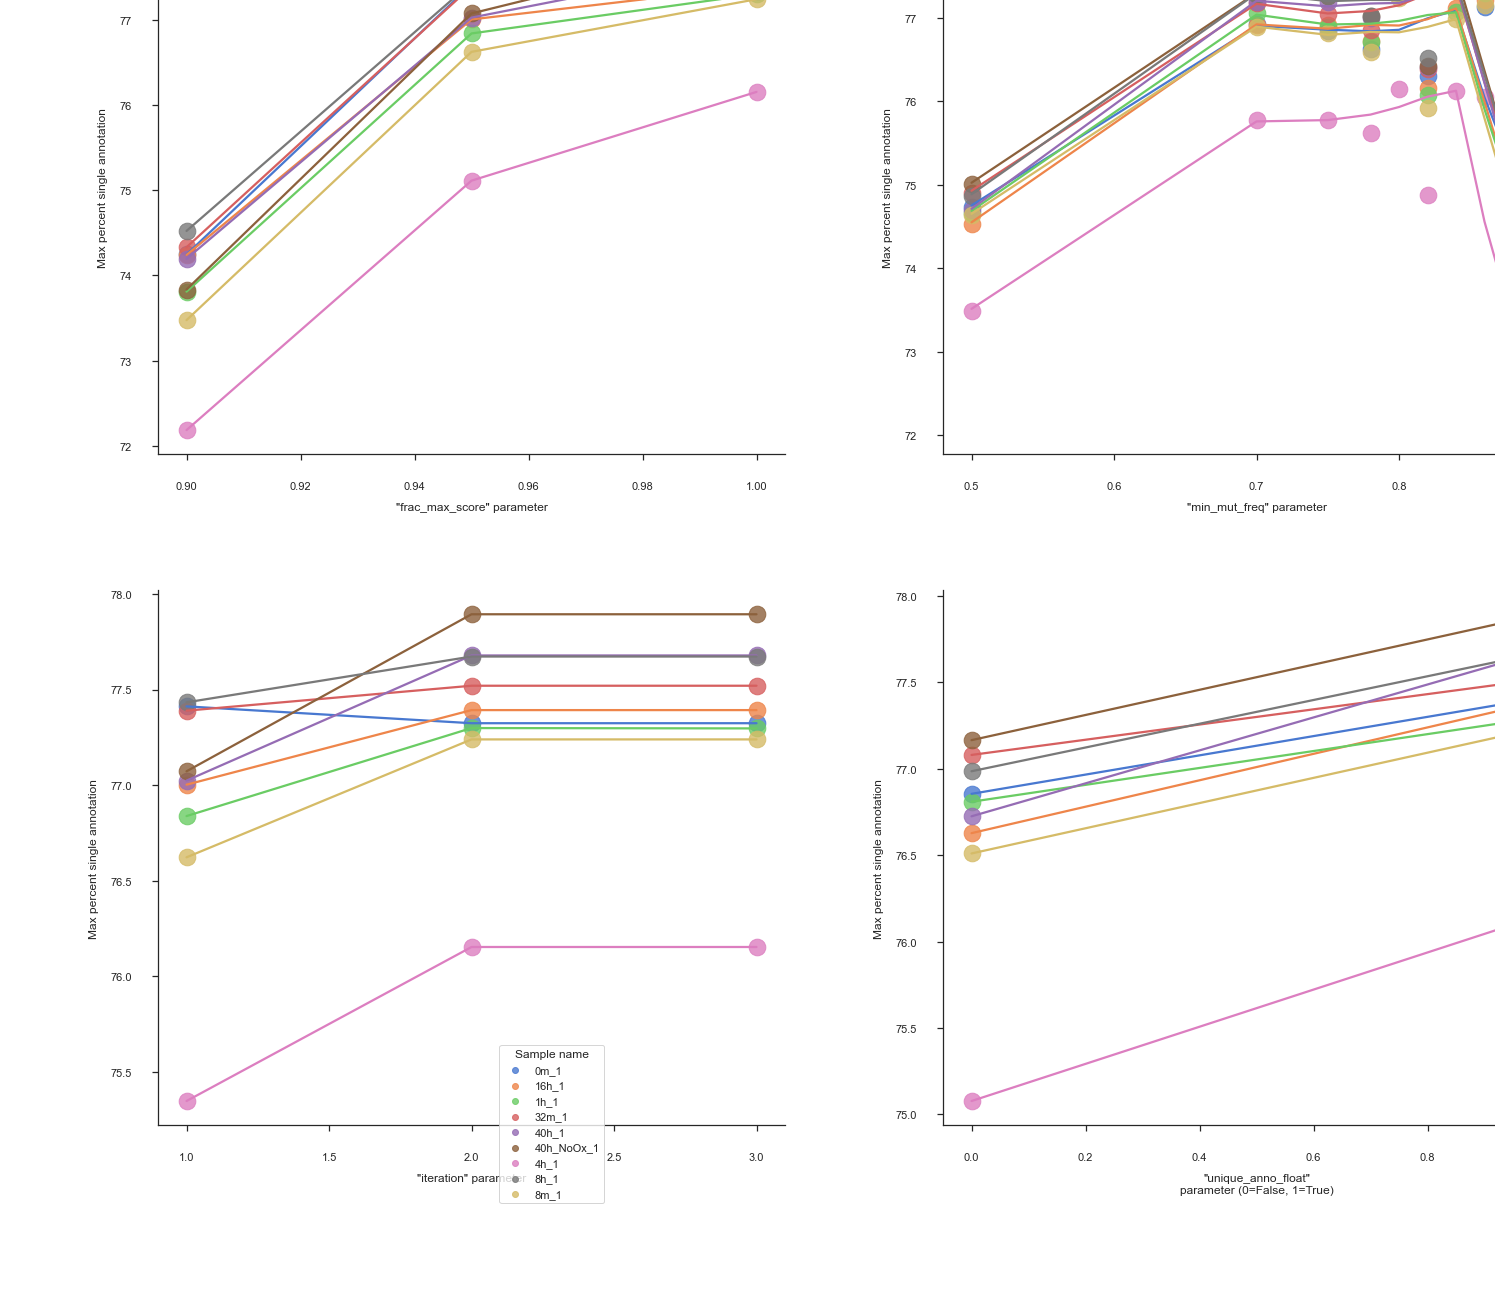 77
76
75
74
73
72
Max percent single annotation
0.90 0.92 0.94 0.96 0.98 1.00
"frac_max_score" parameter
77
76
75
74
73
72
Max percent single annotation
0.5 0.6 0.7 0.8
"min_mut_freq" parameter
78.0
77.5
77.0
76.5
76.0
75.5
Max percent single annotation
1.0 1.5 2.0 2.5 3.0
"iteration" parameter
Sample name
0m_1
16h_1
1h_1
32m_1
40h_1
40h_NoOx_1
4h_1
8h_1
8m_1
78.0
77.5
77.0
76.5
76.0
75.5
75.0
Max percent single annotation
0.0 0.2 0.4 0.6 0.8
"unique_anno_float"
parameter (0=False, 1=True)